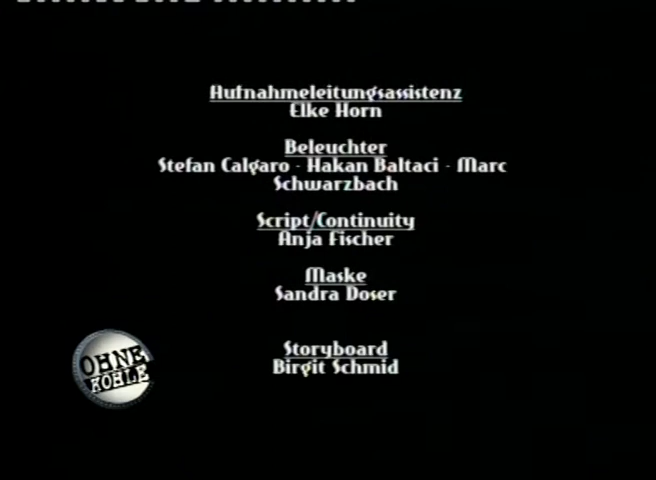 Aufnahmeleitungsassistenz
Elke Horn
Beleuchter
Stefan Calgaro - Hakan Baltaci - Marc
Schwarzbach
Script/Continuity
Anja Fischer
Maske
Sandra Doser
Storyboard
Birgit Schmid
OHNE
KOHLE